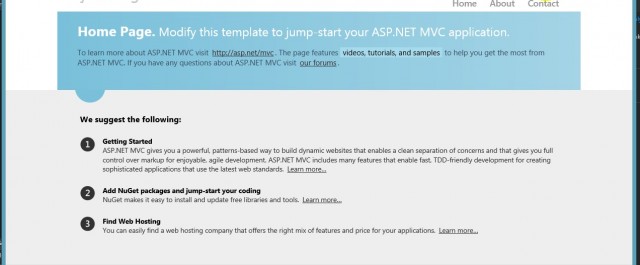 Home About Contact
Home Page. Modify this template to jump-start your ASP.NET MVC application.
To learn more about ASP.NET MVC visit http://asp.net/mvc. The page features videos, tutorials, and samples to help you get the most from
ASP.NET MVC. If you have any questions about ASP.NET MVC visit our forums.
We suggest the following:
1 Getting Started
ASP.NET MVC gives you a powerful, patterns-based way to build dynamic websites that enables a clean separation of concerns and that gives you full
control over markup for enjoyable, agile development. ASP.NET MVC includes many features that enable fast, TDD-friendly development for creating
sophisticated applications that use the latest web standards. Learn more...
2 Add NuGet packages and jump-start your coding
NuGet makes it easy to install and update free libraries and tools. Learn more...
3 Find Web Hosting
You can easily find a web hosting company that offers the right mix of features and price for your applications. Learn more...